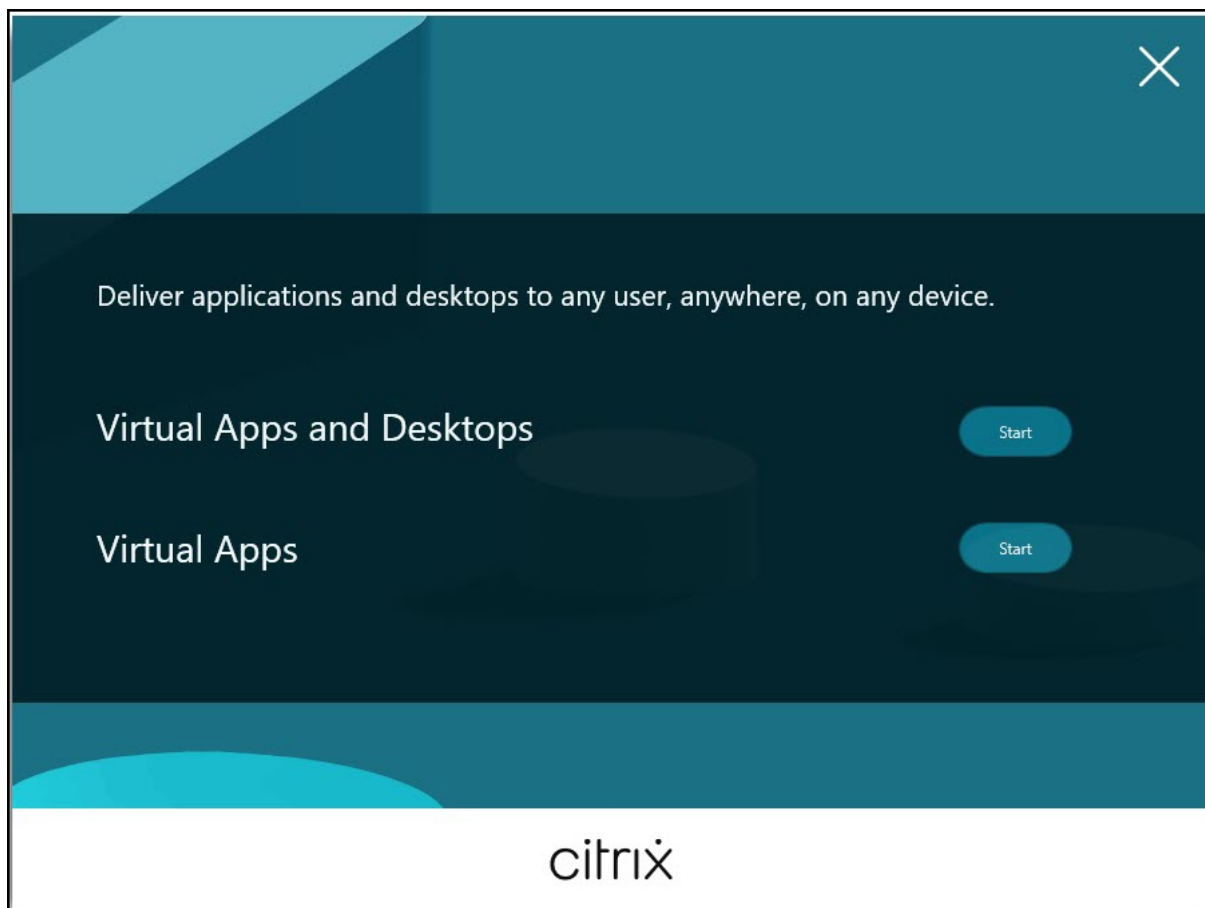 Deliver applications and desktops to any user, anywhere, on any device.
Virtual Apps and Desktops
Start
Virtual Apps
Start
citrix